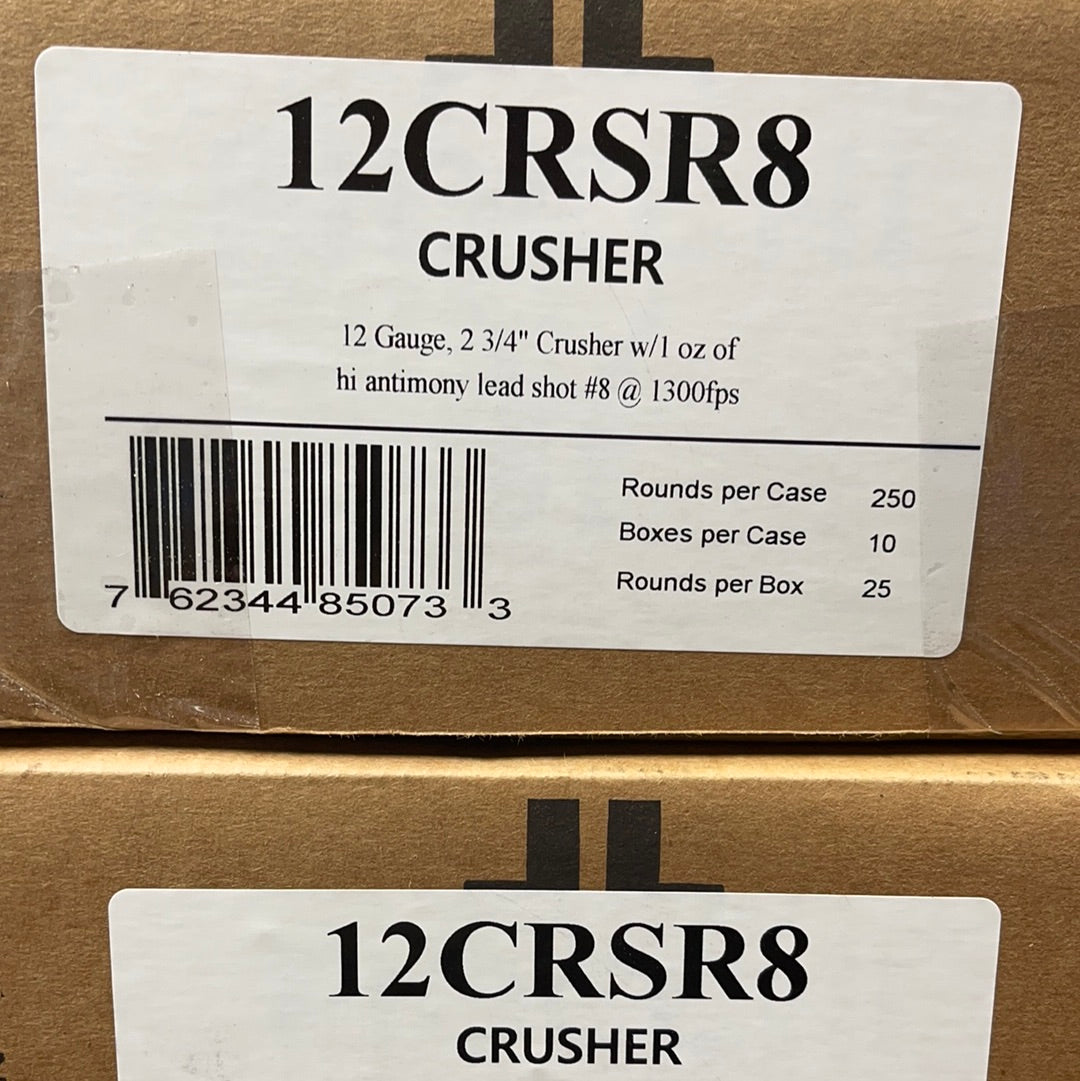 12CRSR8
CRUSHER
12 Gauge, 2 3/4" Crusher w/1 oz of
hi antimony lead shot #8 @ 1300fps
Rounds per Case 250
Boxes per Case 10
Rounds per Box 25
7 62344 85073 3
12CRSR8
CRUSHER